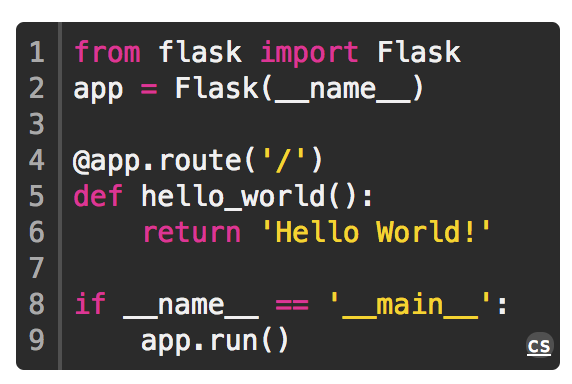 1 from flask import Flask
2 app = Flask(__name__)
3
4 @app.route('/')
5 def hello_world():
6     return 'Hello World!'
7
8 if __name__ == '__main__':
9     app.run()
cs